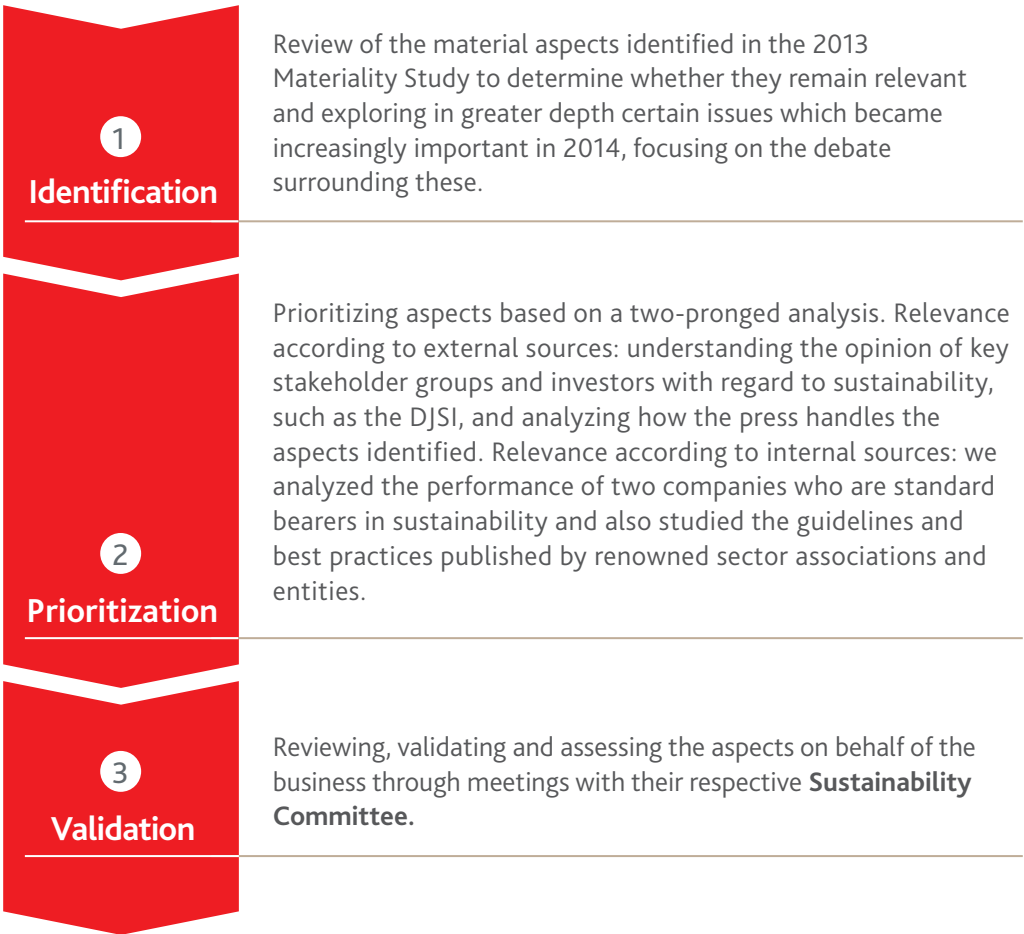 1
Identification
Review of the material aspects identified in the 2013
Materiality Study to determine whether they remain relevant
and exploring in greater depth certain issues which became
increasingly important in 2014, focusing on the debate
surrounding these.
2
Prioritization
Prioritizing aspects based on a two-pronged analysis. Relevance
according to external sources: understanding the opinion of key
stakeholder groups and investors with regard to sustainability,
such as the DJSI, and analyzing how the press handles the
aspects identified. Relevance according to internal sources: we
analyzed the performance of two companies who are standard
bearers in sustainability and also studied the guidelines and
best practices published by renowned sector associations and
entities.
3
Validation
Reviewing, validating and assessing the aspects on behalf of the
business through meetings with their respective Sustainability
Committee.